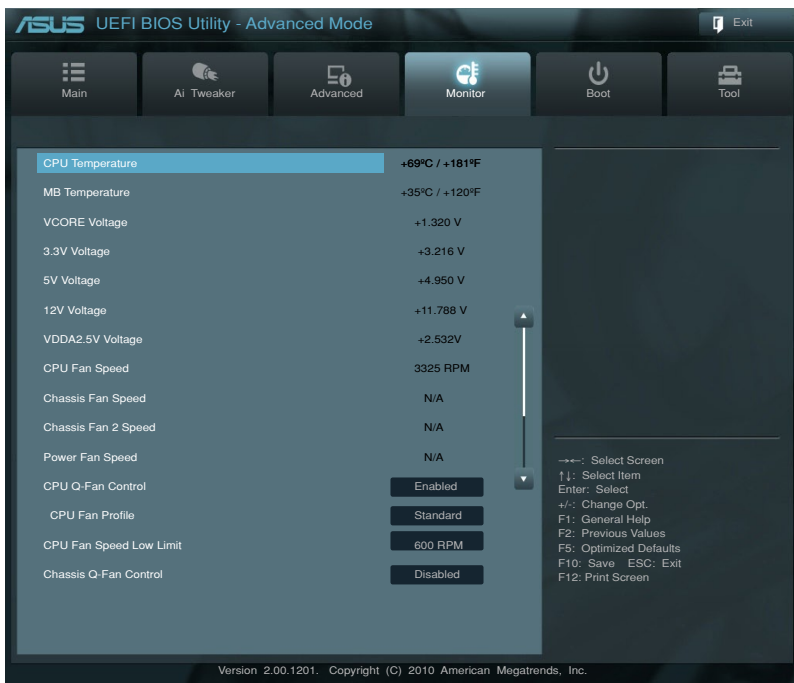 ASUS UEFI BIOS Utility - Advanced Mode Exit
Main Ai Tweaker Advanced Monitor Boot Tool
CPU Temperature +69ºC / +181ºF
MB Temperature +35ºC / +120ºF
VCORE Voltage +1.320 V
3.3V Voltage +3.216 V
5V Voltage +4.950 V
12V Voltage +11.788 V
VDDA2.5V Voltage +2.532V
CPU Fan Speed 3325 RPM
Chassis Fan Speed N/A
Chassis Fan 2 Speed N/A
Power Fan Speed N/A
CPU Q-Fan Control Enabled
CPU Fan Profile Standard
CPU Fan Speed Low Limit 600 RPM
Chassis Q-Fan Control Disabled
→←: Select Screen
↑↓: Select Item
Enter: Select
+/-: Change Opt.
F1: General Help
F2: Previous Values
F5: Optimized Defaults
F10: Save ESC: Exit
F12: Print Screen
Version 2.00.1201. Copyright (C) 2010 American Megatrends, Inc.